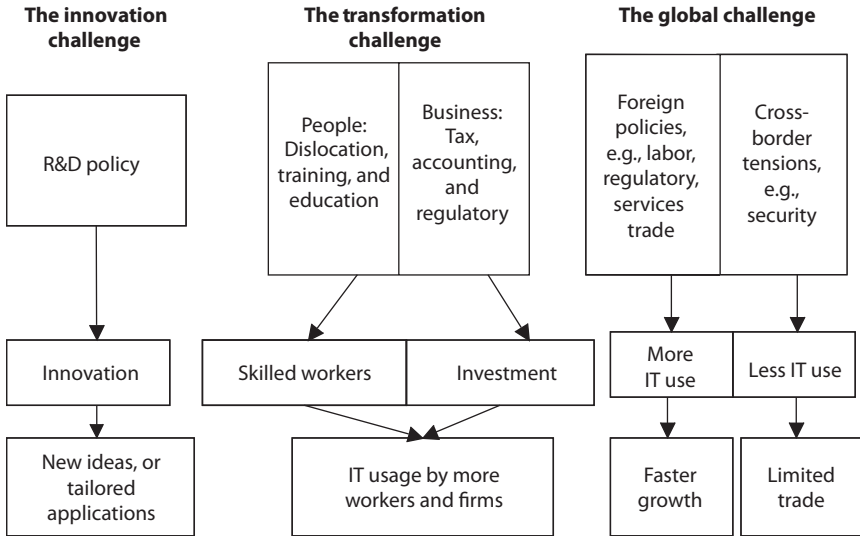 The innovation
challenge
The transformation
challenge
The global challenge
R&D policy
People:
Dislocation,
training, and
education
Business:
Tax,
accounting,
and
regulatory
Foreign
policies,
e.g., labor,
regulatory,
services
trade
Cross-
border
tensions,
e.g.,
security
Innovation
Skilled workers
Investment
More
IT use
Less IT use
New ideas, or
tailored
applications
IT usage by more
workers and firms
Faster
growth
Limited
trade